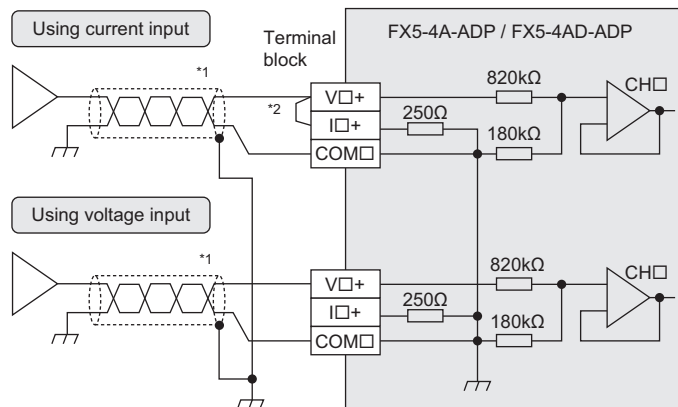 Using current input
Terminal
block
FX5-4A-ADP / FX5-4AD-ADP
*1
*2
V□+
I□+
COM□
250Ω
820kΩ
180kΩ
CH□
Using voltage input
*1
V□+
I□+
COM□
250Ω
820kΩ
180kΩ
CH□